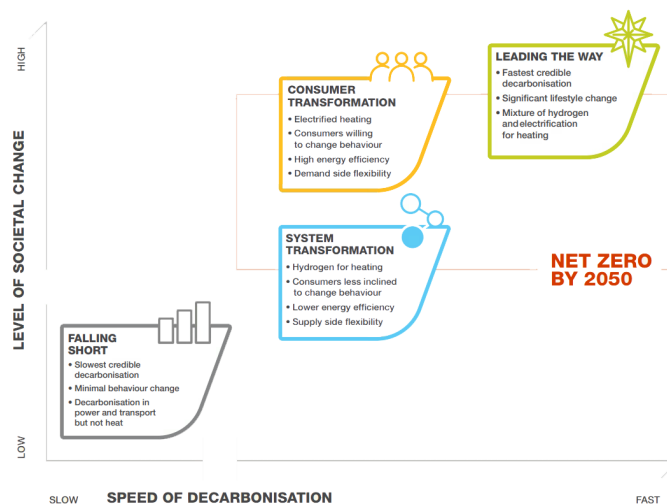 HIGH
LEVEL OF SOCIETAL CHANGE
LOW
CONSUMER
TRANSFORMATION
• Electrified heating
• Consumers willing
to change behaviour
• High energy efficiency
• Demand side flexibility
LEADING THE WAY
• Fastest credible
decarbonisation
• Significant lifestyle change
• Mixture of hydrogen
and electrification
for heating
SYSTEM
TRANSFORMATION
• Hydrogen for heating
• Consumers less inclined
to change behaviour
• Lower energy efficiency
• Supply side flexibility
NET ZERO
BY 2050
FALLING
SHORT
• Slowest credible
decarbonisation
• Minimal behaviour change
• Decarbonisation in
power and transport
but not heat
SLOW
SPEED OF DECARBONISATION
FAST